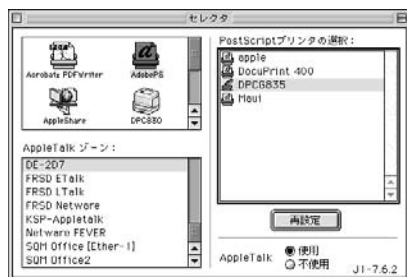 セレクタ
Acrobats PDFWriter
AdobePS
AppleShare
DPC830
AppleTalk ゾーン：
DE-2D7
FRSD ETalk
FRSD LTalk
FRSD Netware
KSP-Appletalk
Netware FEVER
SQM Office [Ether-1]
SQM Office2
PostScriptプリンタの選択：
apple
DocuPrint 400
DPCG835
Maui
再設定
AppleTalk
使用
不使用
J1-7.6.2